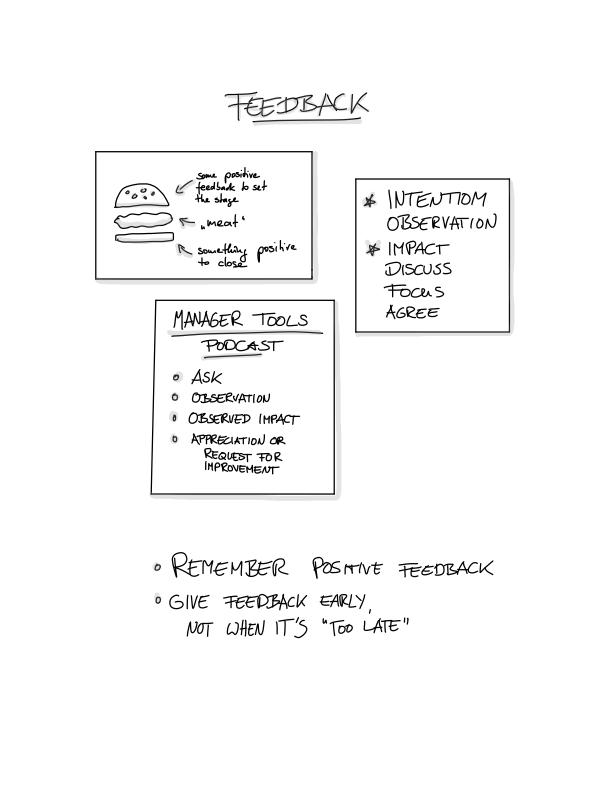 FEEDBACK
some positive
feedback to set
the stage
"meat"
something positive
to close
INTENTIOM
OBSERVATION
IMPACT
DISCUSS
FOCUS
AGREE
MANAGER TOOLS
PODCAST
ASK
OBSERVATION
OBSERVED IMPACT
APPRECIATION OR
REQUEST FOR
IMPROVEMENT
REMEMBER POSITIVE FEEDBACK
GIVE FEEDBACK EARLY,
NOT WHEN IT'S "TOO LATE"